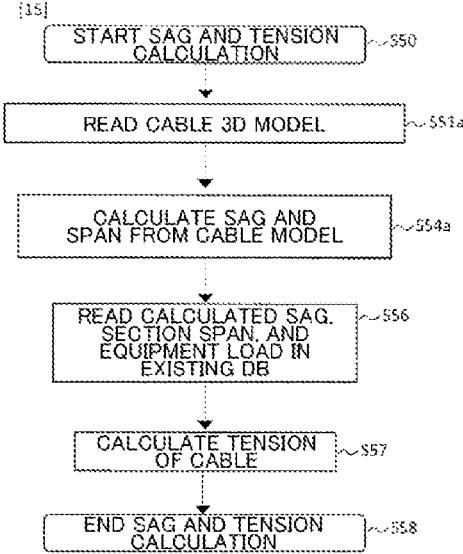 [15]
START SAG AND TENSION
CALCULATION
S50
READ CABLE 3D MODEL
S51a
CALCULATE SAG AND
SPAN FROM CABLE MODEL
S54a
READ CALCULATED SAG,
SECTION SPAN, AND
EQUIPMENT LOAD IN
EXISTING DB
S56
CALCULATE TENSION
OF CABLE
S57
END SAG AND TENSION
CALCULATION
S58